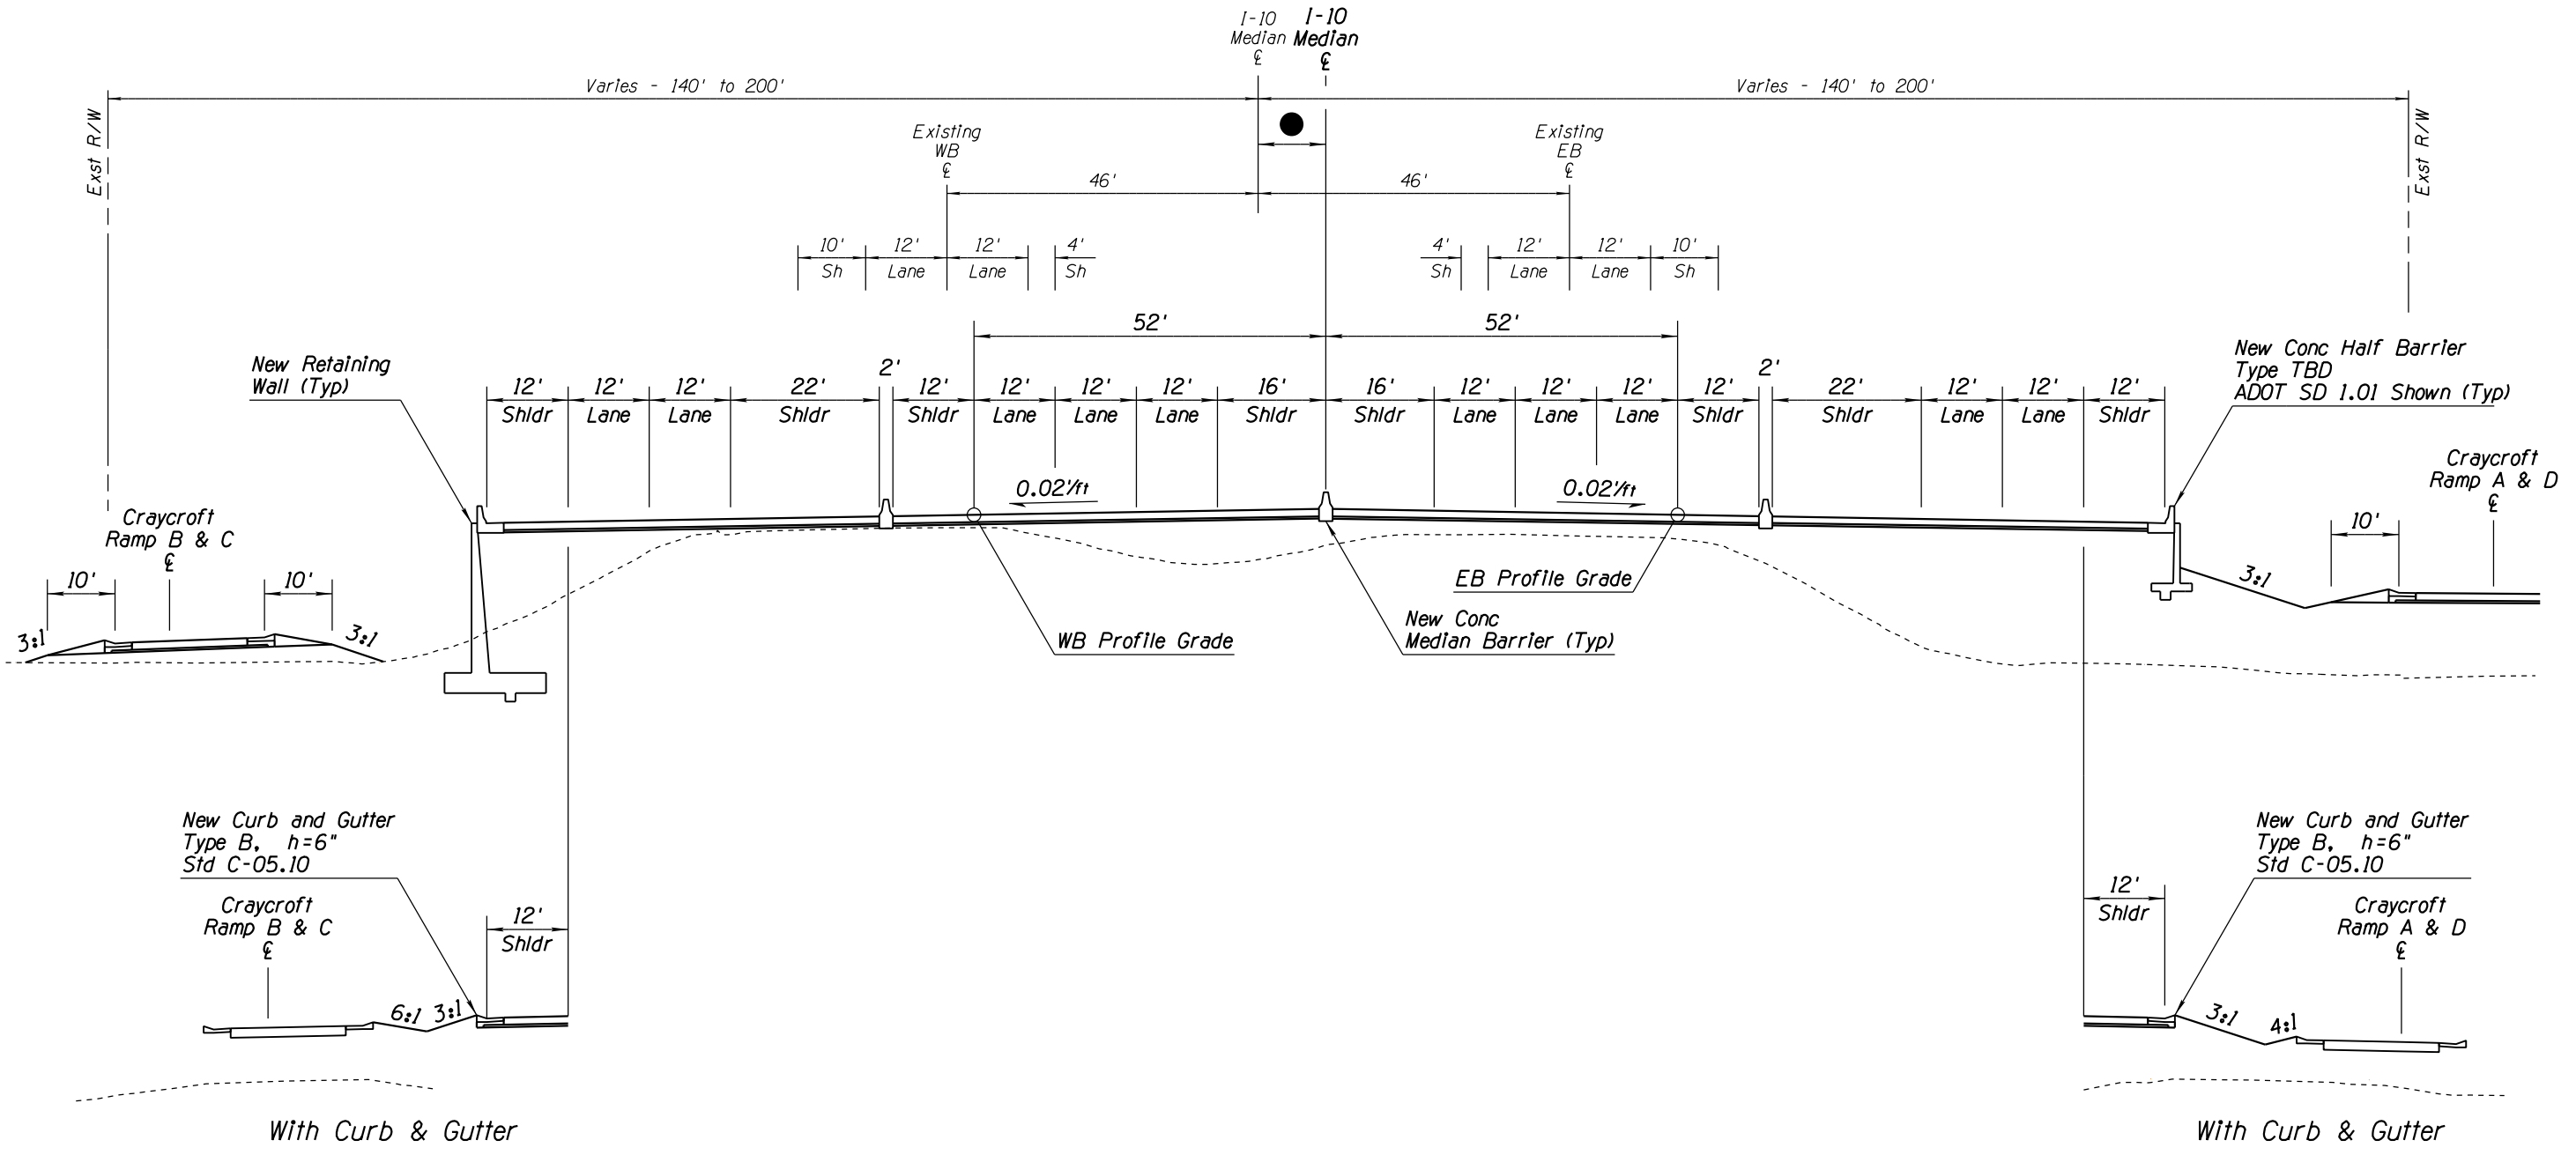 I-10 I-10
Median Median
℄ ℄
Varies - 140' to 200' Varies - 140' to 200'
Exst R/W
Exst R/W
Existing
WB
℄
Existing
EB
℄
46' 46'
10' 12' 12' 4' 4' 12' 12' 10'
Sh Lane Lane Sh Sh Lane Lane Sh
52' 52'
New Retaining
Wall (Typ)
2' 2'
12' 12' 12' 22' 12' 12' 12' 12' 16' 16' 12' 12' 12' 12' 22' 12' 12' 12'
Shldr Lane Lane Shldr Shldr Lane Lane Lane Shldr Shldr Lane Lane Lane Shldr Shldr Lane Lane Shldr
New Conc Half Barrier
Type TBD
ADOT SD 1.01 Shown (Typ)
0.02'/ft 0.02'/ft
Craycroft
Ramp B & C
℄
10' 10'
3:1 3:1
Craycroft
Ramp A & D
℄
10'
3:1
WB Profile Grade
EB Profile Grade
New Conc
Median Barrier (Typ)
New Curb and Gutter
Type B, h=6"
Std C-05.10
Craycroft
Ramp B & C
℄
12'
Shldr
6:1 3:1
New Curb and Gutter
Type B, h=6"
Std C-05.10
12'
Shldr
Craycroft
Ramp A & D
℄
3:1 4:1
With Curb & Gutter
With Curb & Gutter